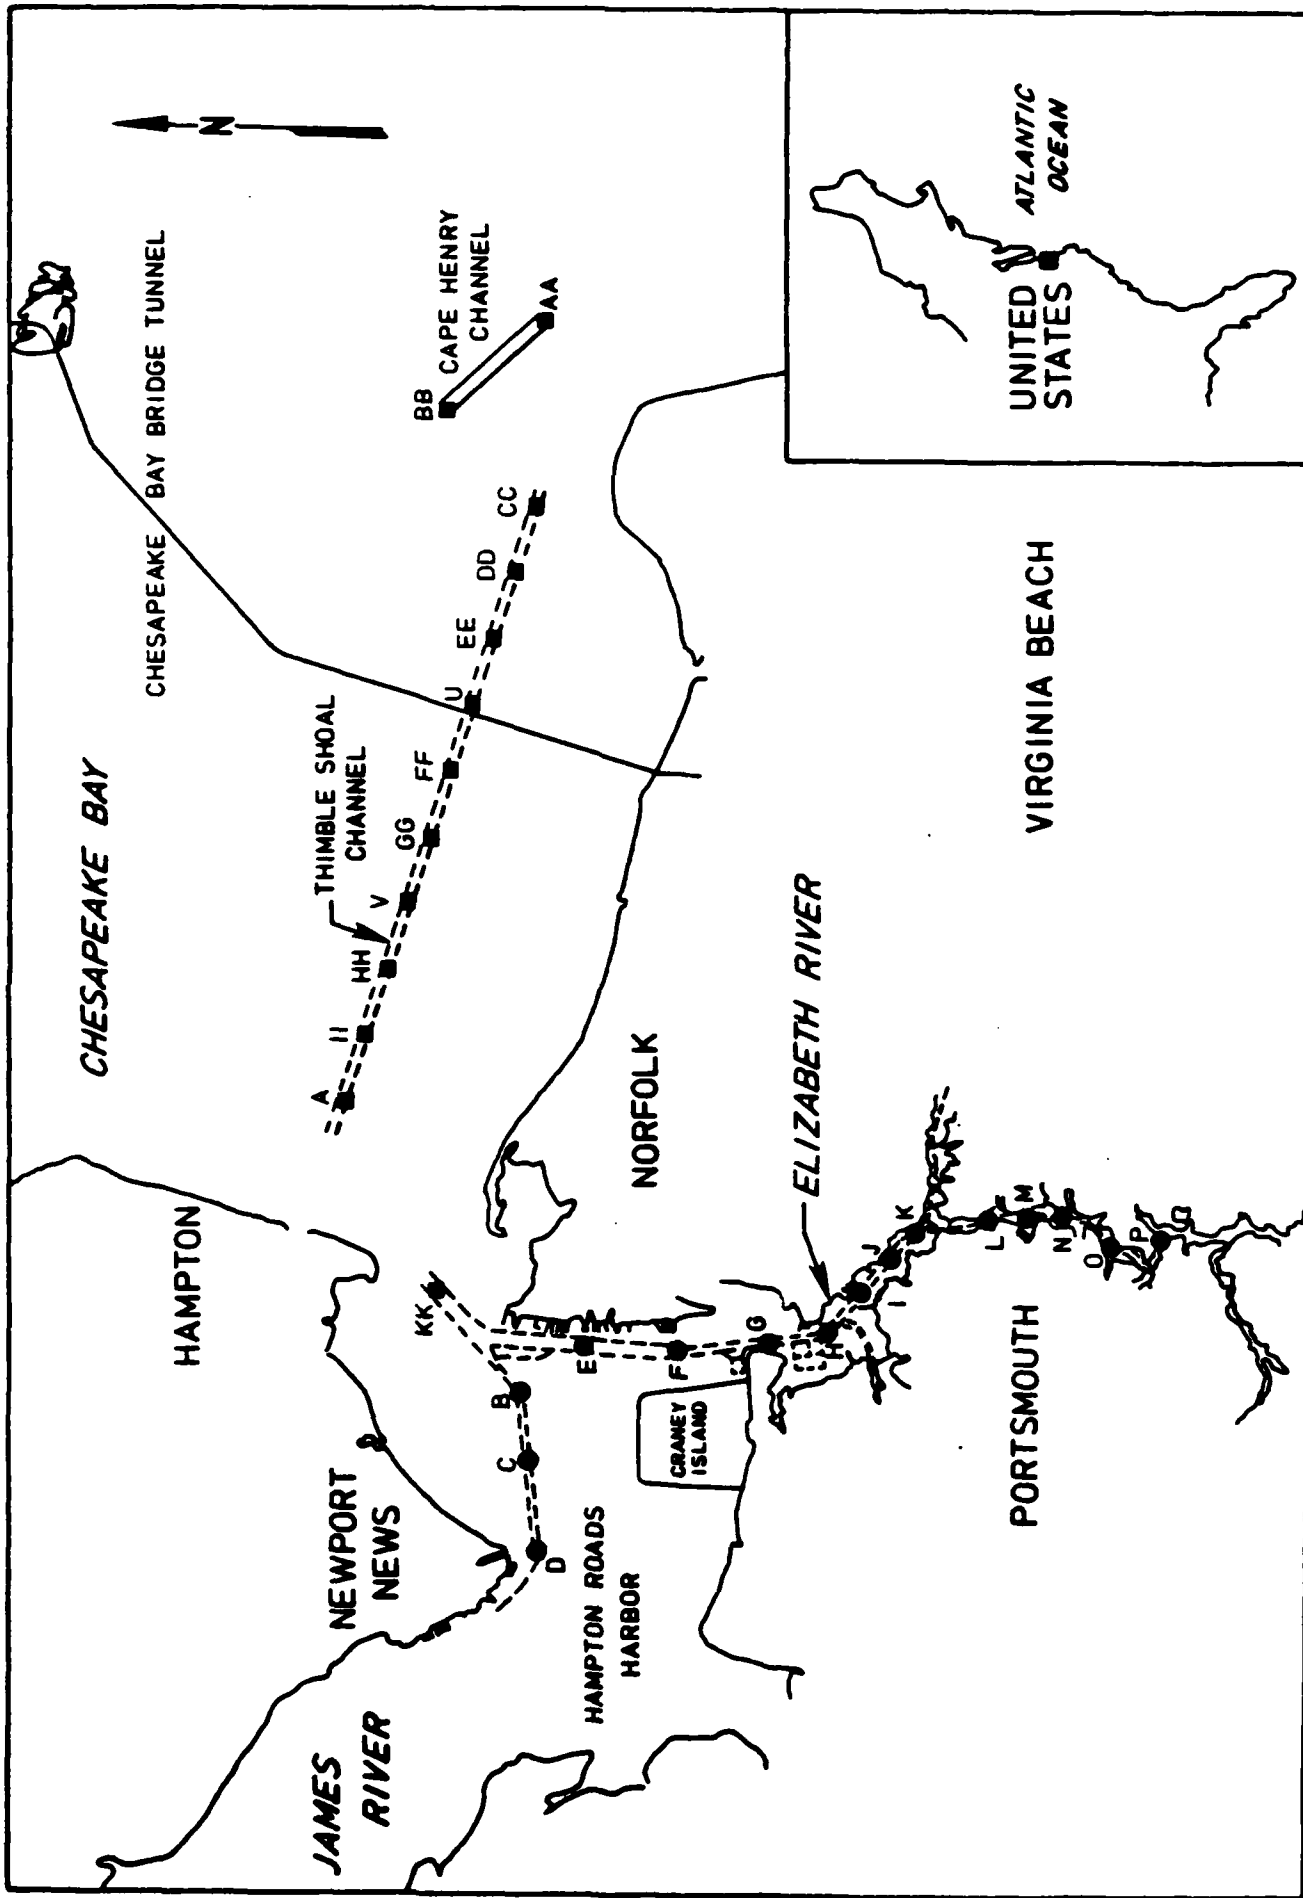 CHESAPEAKE BAY
CHESAPEAKE BAY BRIDGE TUNNEL
N
HAMPTON
THIMBLE SHOAL
CHANNEL
A
II
HH
V
GG
FF
U
EE
DD
CC
BB
CAPE HENRY
CHANNEL
AA
NEWPORT
NEWS
JAMES
RIVER
KK
B
C
D
HAMPTON ROADS
HARBOR
E
F
G
H
I
J
K
L
M
N
O
P
Q
CRANEY
ISLAND
NORFOLK
ELIZABETH RIVER
PORTSMOUTH
VIRGINIA BEACH
UNITED
STATES
ATLANTIC
OCEAN